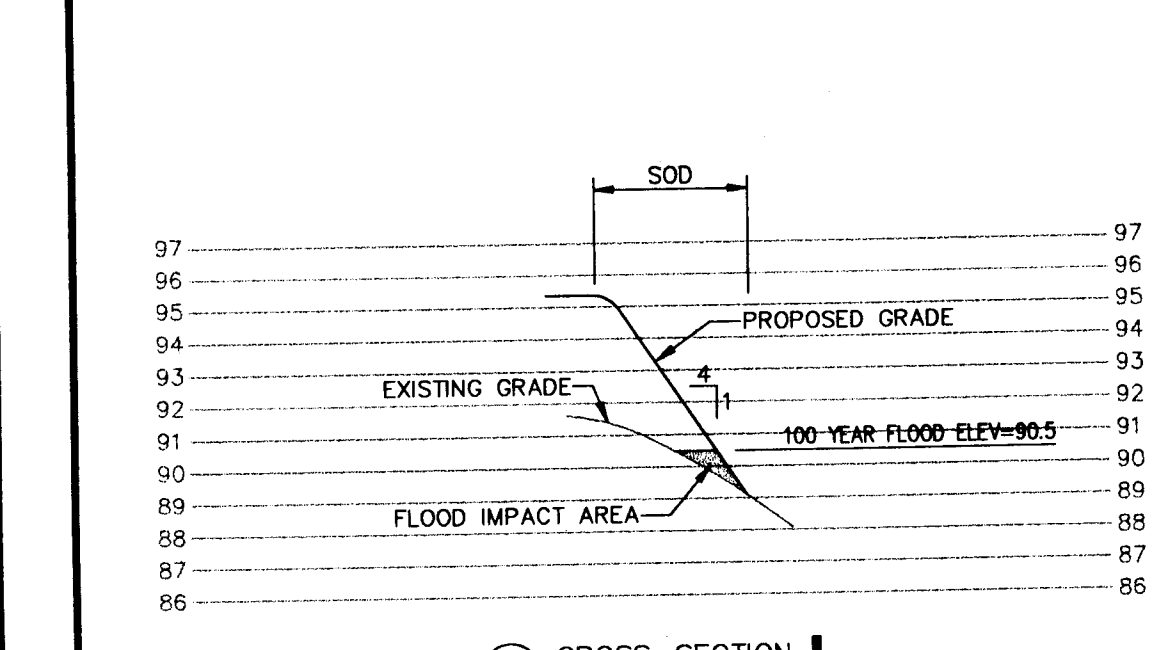 SOD
97 97
96 96
95 95
PROPOSED GRADE
94 94
93 93
4
EXISTING GRADE
1
92 92
100 YEAR FLOOD ELEV=90.5
91 91
90 90
89 89
FLOOD IMPACT AREA
88 88
87 87
86 86
CROSS SECTION